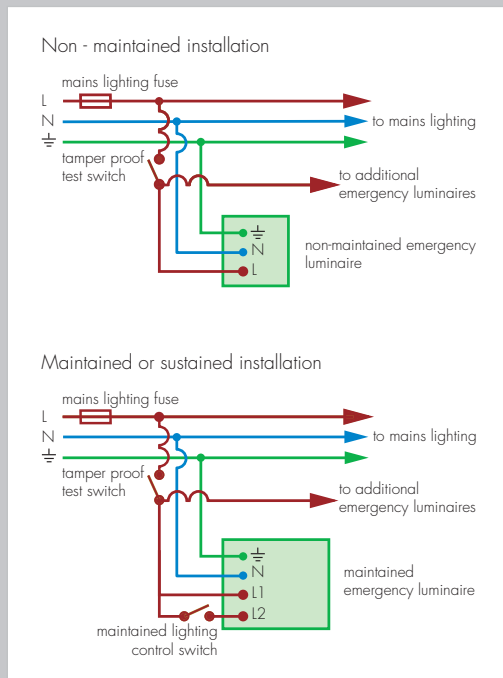 Non - maintained installation
mains lighting fuse
L
N
to mains lighting
tamper proof
test switch
to additional
emergency luminaires
N
L
non-maintained emergency
luminaire
Maintained or sustained installation
mains lighting fuse
L
N
to mains lighting
tamper proof
test switch
to additional
emergency luminaires
N
L1
L2
maintained
emergency luminaire
maintained lighting
control switch